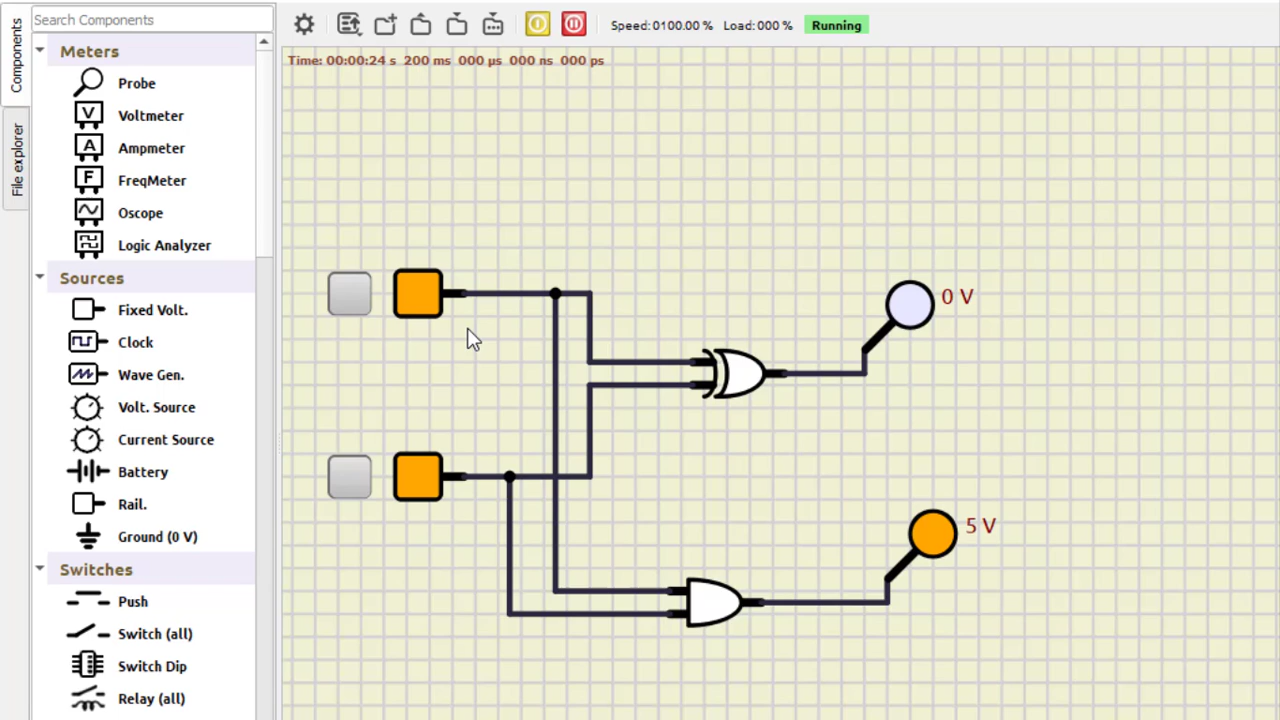 Components
File explorer
Search Components
Meters
Probe
V
Voltmeter
A
Ampmeter
F
FreqMeter
Oscope
Logic Analyzer
Sources
Fixed Volt.
Clock
Wave Gen.
Volt. Source
Current Source
Battery
Rail.
Ground (0 V)
Switches
Push
Switch (all)
Switch Dip
Relay (all)
Speed:0100.00 % Load:000 % Running
Time: 00:00:24 s 200 ms 000 µs 000 ns 000 ps
0 V
5 V